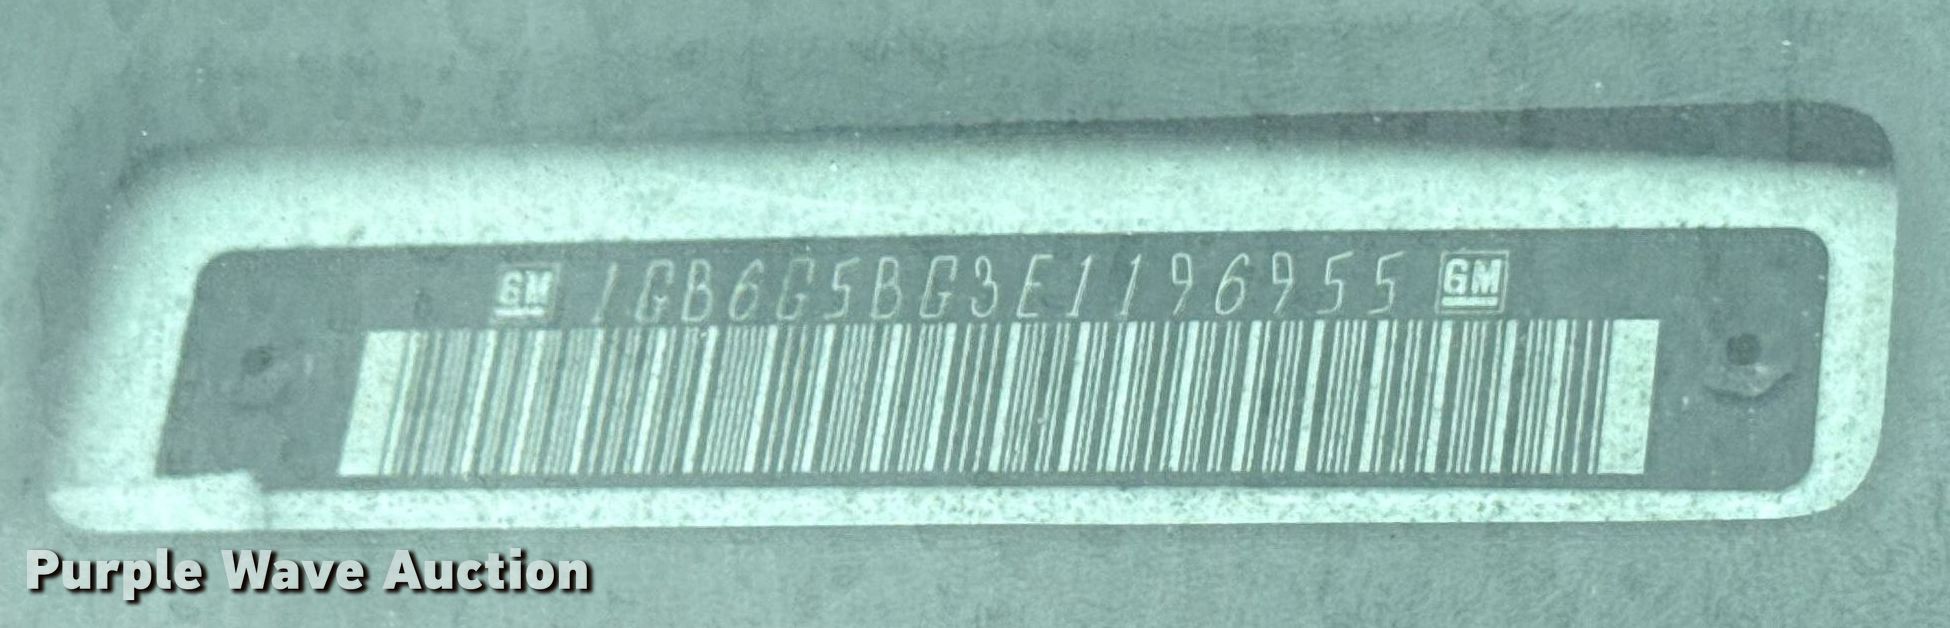 GM 1GB6G5BG3E1196955 GM
Purple Wave Auction